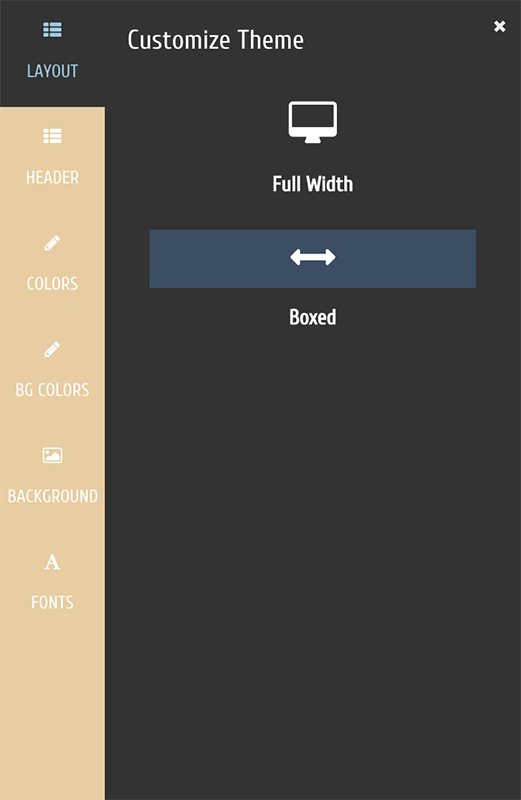 Customize Theme
LAYOUT
HEADER
COLORS
BG COLORS
BACKGROUND
FONTS
Full Width
Boxed